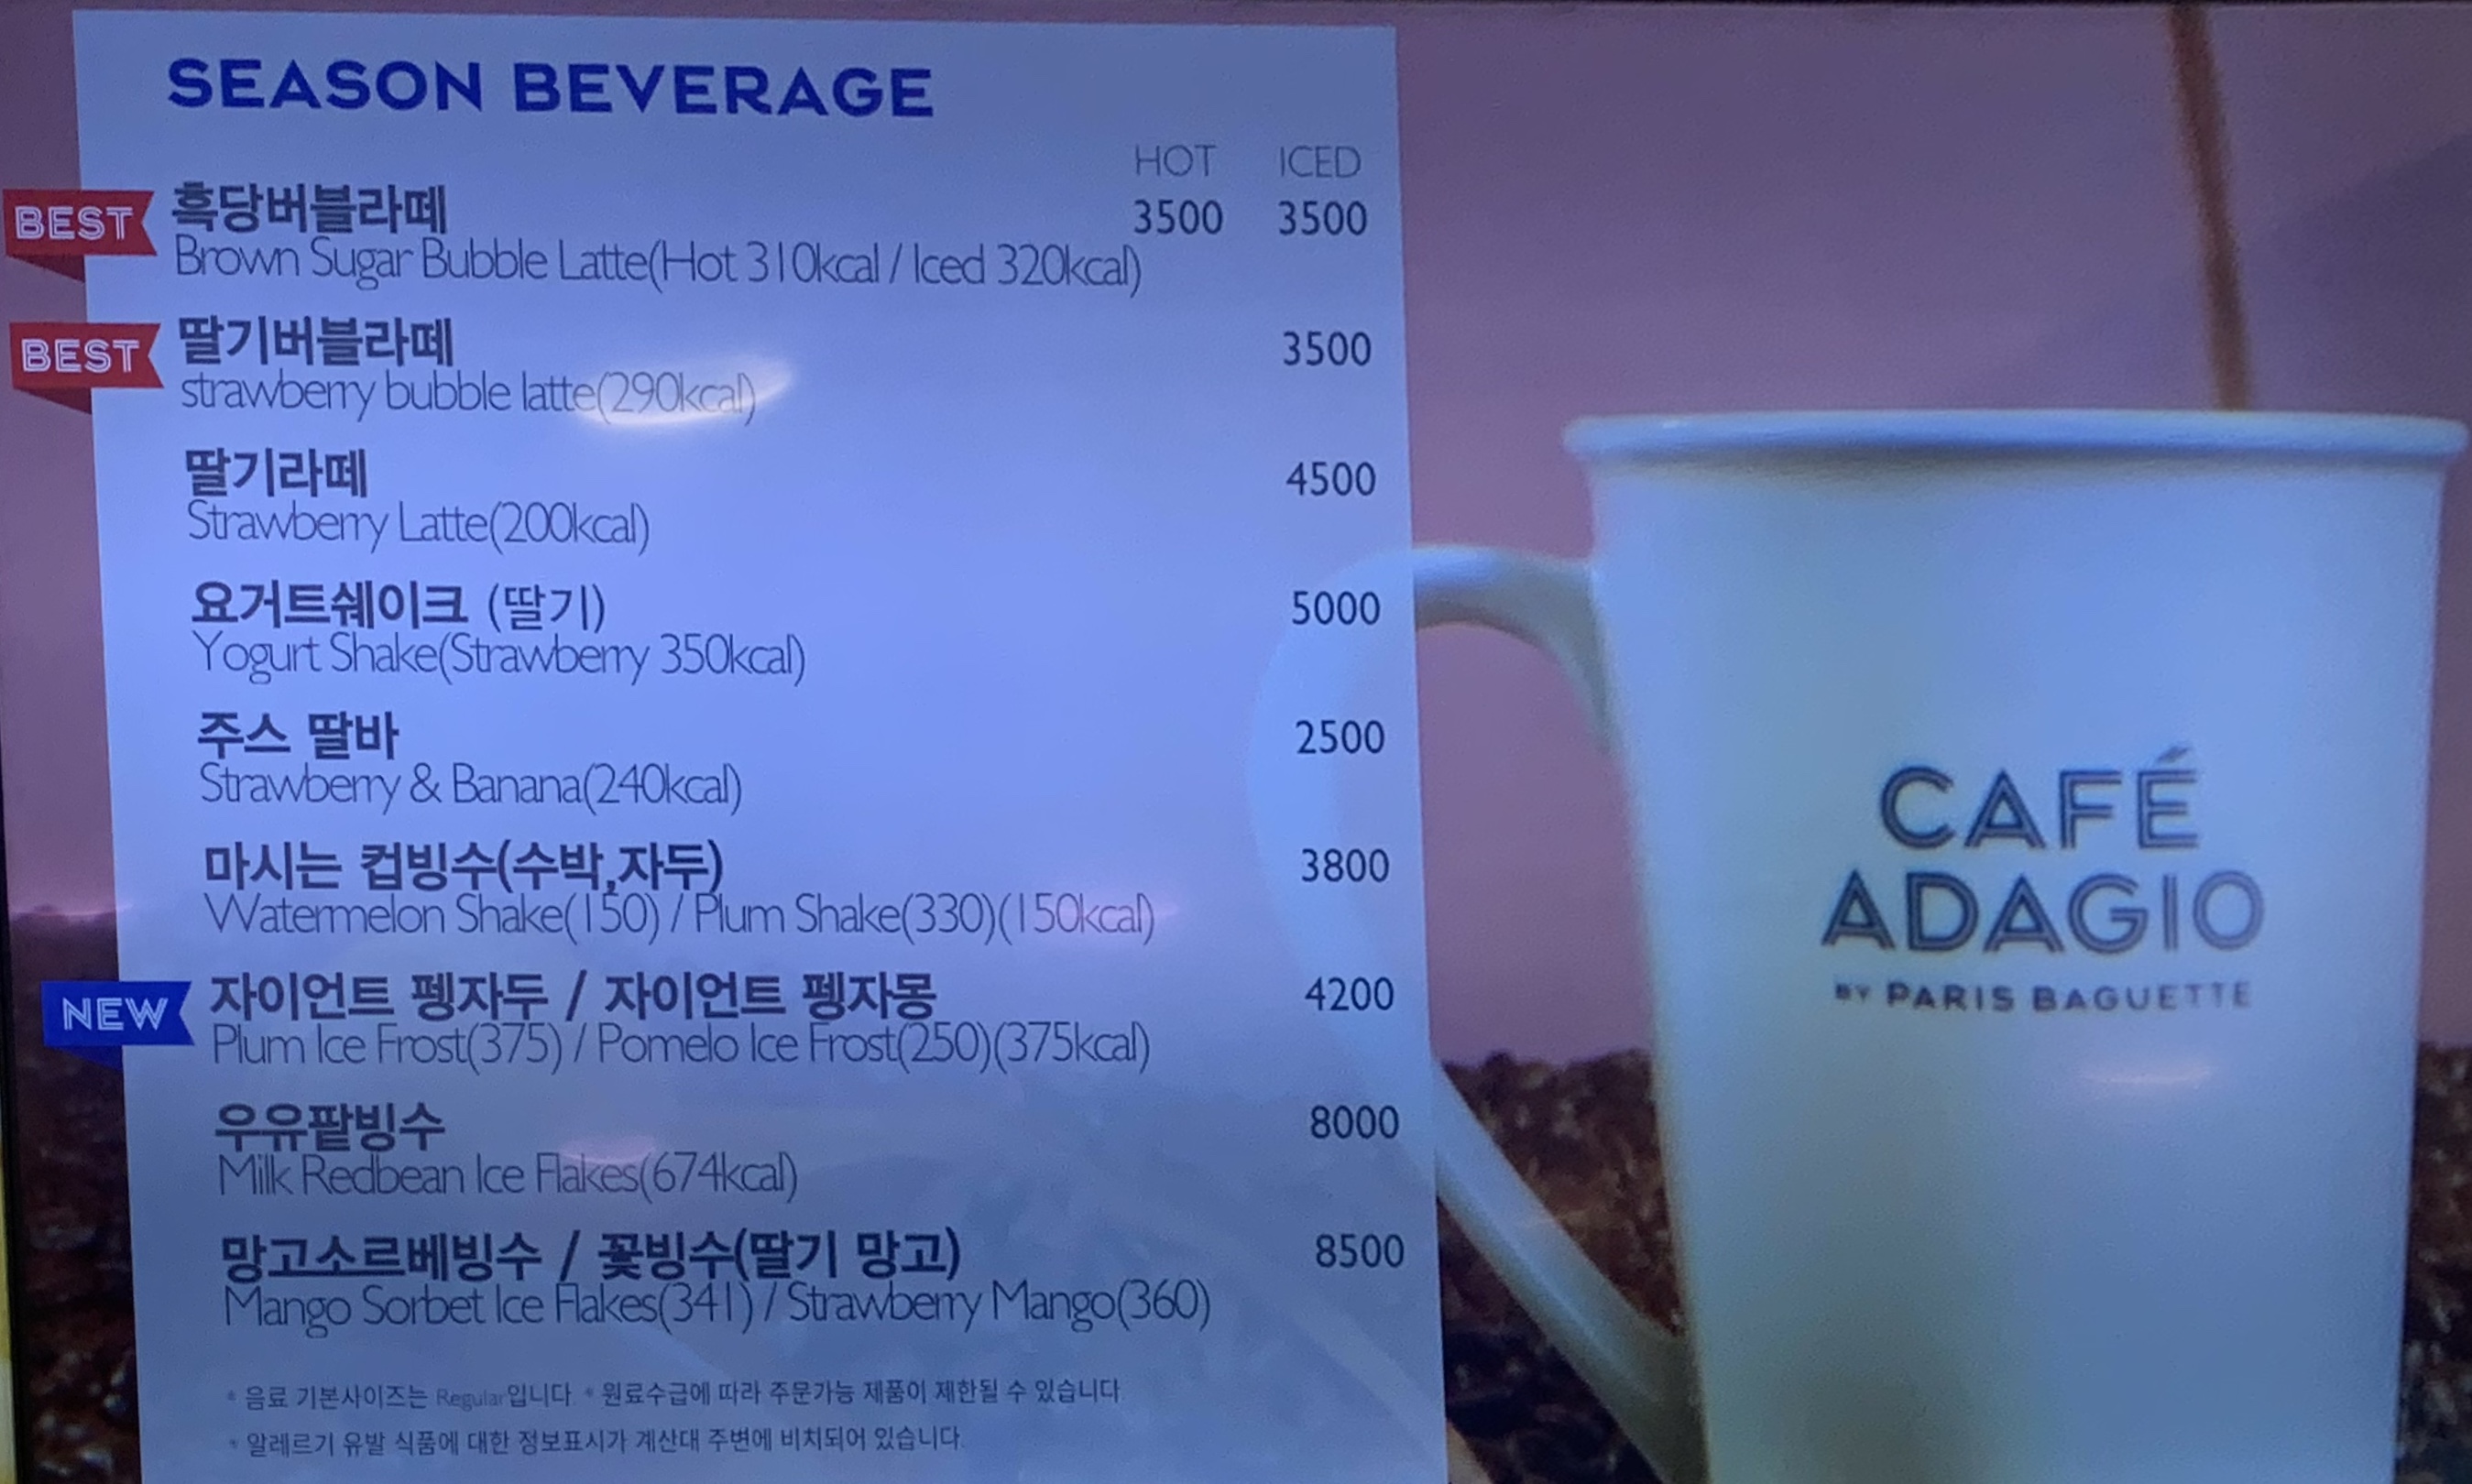 SEASON BEVERAGE
HOT ICED
BEST 흑당버블라떼 3500 3500
Brown Sugar Bubble Latte(Hot 310kcal / Iced 320kcal)
BEST 딸기버블라떼 3500
strawberry bubble latte(290kcal)
딸기라떼 4500
Strawberry Latte(200kcal)
요거트쉐이크 (딸기) 5000
Yogurt Shake(Strawberry 350kcal)
주스 딸바 2500
Strawberry & Banana(240kcal)
마시는 컵빙수(수박,자두) 3800
Watermelon Shake(150) / Plum Shake(330)(150kcal)
NEW 자이언트 펭자두 / 자이언트 펭자몽 4200
Plum Ice Frost(375) / Pomelo Ice Frost(250)(375kcal)
우유팥빙수 8000
Milk Redbean Ice Flakes(674kcal)
망고소르베빙수 / 꽃빙수(딸기 망고) 8500
Mango Sorbet Ice Flakes(341) / Strawberry Mango(360)
* 음료 기본사이즈는 Regular입니다. * 원료수급에 따라 주문가능 제품이 제한될 수 있습니다.
* 알레르기 유발 식품에 대한 정보표시가 계산대 주변에 비치되어 있습니다.
CAFÉ
ADAGIO
BY PARIS BAGUETTE